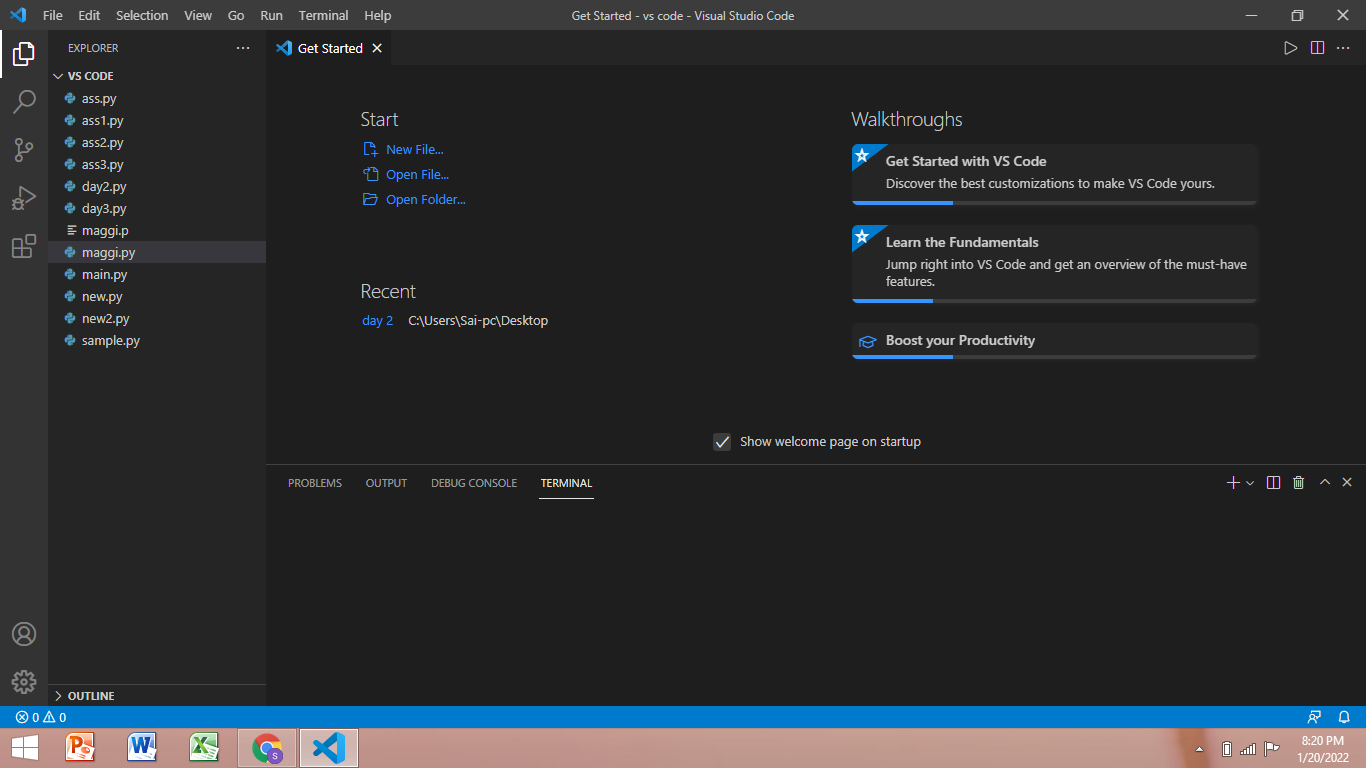 File Edit Selection View Go Run Terminal Help
Get Started - vs code - Visual Studio Code
EXPLORER
VS CODE
ass.py
ass1.py
ass2.py
ass3.py
day2.py
day3.py
maggi.p
maggi.py
main.py
new.py
new2.py
sample.py
OUTLINE
Get Started
Start
New File...
Open File...
Open Folder...
Recent
day 2 C:\Users\Sai-pc\Desktop
Walkthroughs
Get Started with VS Code
Discover the best customizations to make VS Code yours.
Learn the Fundamentals
Jump right into VS Code and get an overview of the must-have
features.
Boost your Productivity
Show welcome page on startup
PROBLEMS OUTPUT DEBUG CONSOLE TERMINAL
0 0
S
8:20 PM
1/20/2022